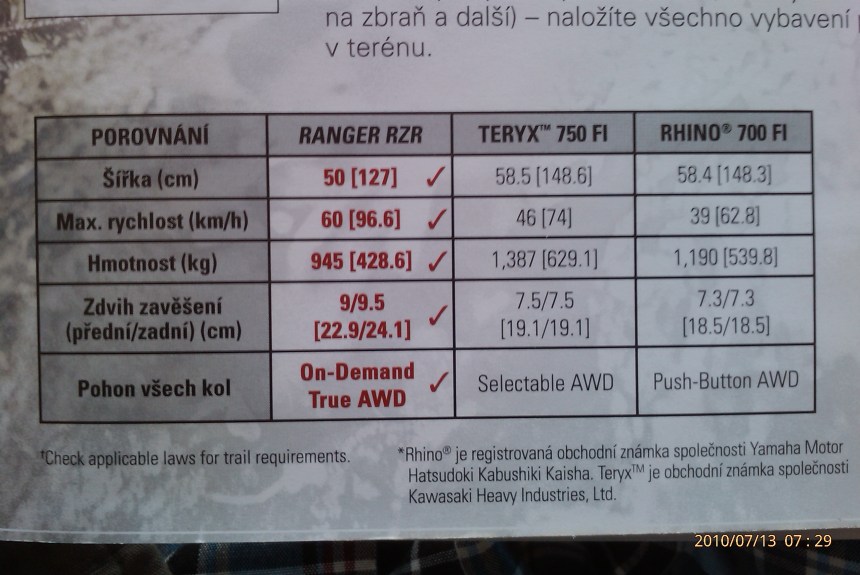 na zbraň a další) – naložíte všechno vybavení
v terénu.
POROVNÁNÍ RANGER RZR TERYX™ 750 FI RHINO® 700 FI
Šířka (cm) 50 [127] ✓ 58.5 [148.6] 58.4 [148.3]
Max. rychlost (km/h) 60 [96.6] ✓ 46 [74] 39 [62.8]
Hmotnost (kg) 945 [428.6] ✓ 1,387 [629.1] 1,190 [539.8]
Zdvih zavěšení 9/9.5 ✓ 7.5/7.5 7.3/7.3
(přední/zadní) (cm) [22.9/24.1] [19.1/19.1] [18.5/18.5]
Pohon všech kol On-Demand ✓ Selectable AWD Push-Button AWD
True AWD
†Check applicable laws for trail requirements.
*Rhino® je registrovaná obchodní známka společnosti Yamaha Motor
Hatsudoki Kabushiki Kaisha. Teryx™ je obchodní známka společnosti
Kawasaki Heavy Industries, Ltd.
2010/07/13 07:29